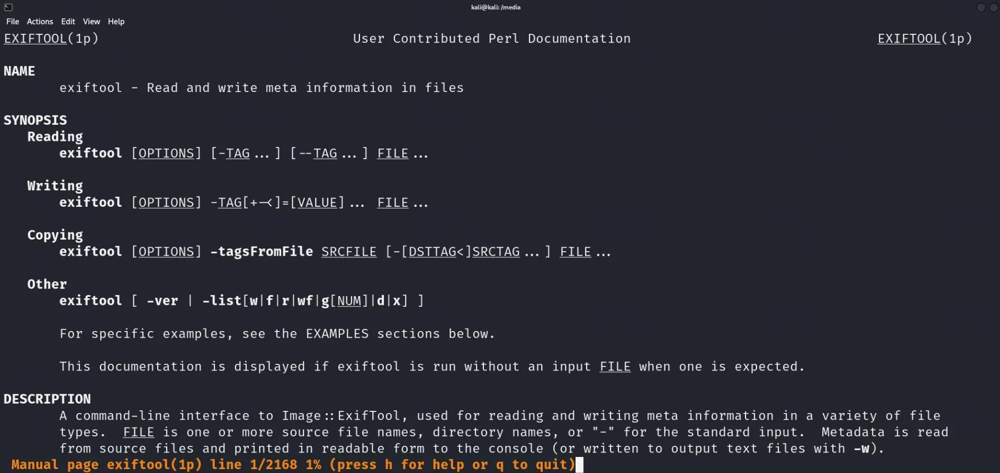 kali@kali: /media
File Actions Edit View Help
EXIFTOOL(1p) User Contributed Perl Documentation EXIFTOOL(1p)
NAME
exiftool - Read and write meta information in files
SYNOPSIS
Reading
exiftool [OPTIONS] [-TAG...] [--TAG...] FILE...
Writing
exiftool [OPTIONS] -TAG[+-<]=[VALUE]... FILE...
Copying
exiftool [OPTIONS] -tagsFromFile SRCFILE [-[DSTTAG<]SRCTAG...] FILE...
Other
exiftool [ -ver | -list[w|f|r|wf|g[NUM]|d|x] ]
For specific examples, see the EXAMPLES sections below.
This documentation is displayed if exiftool is run without an input FILE when one is expected.
DESCRIPTION
A command-line interface to Image::ExifTool, used for reading and writing meta information in a variety of file
types. FILE is one or more source file names, directory names, or "-" for the standard input. Metadata is read
from source files and printed in readable form to the console (or written to output text files with -w).
Manual page exiftool(1p) line 1/2168 1% (press h for help or q to quit)